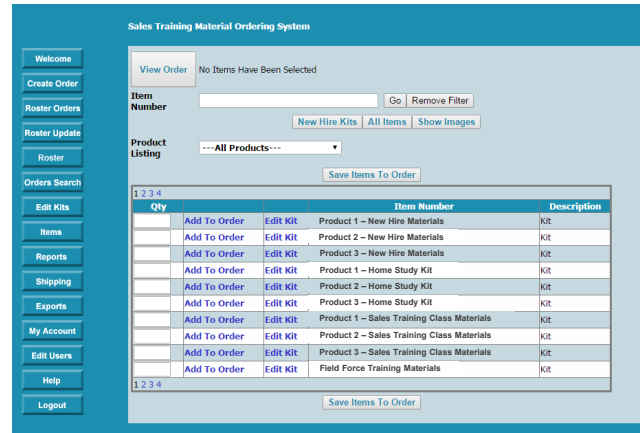 Sales Training Material Ordering System
Welcome
Create Order
Roster Orders
Roster Update
Roster
Orders Search
Edit Kits
Items
Reports
Shipping
Exports
My Account
Edit Users
Help
Logout
View Order No Items Have Been Selected
Item Number Go Remove Filter
New Hire Kits All Items Show Images
Product Listing ---All Products---
Save Items To Order
1 2 3 4
Qty Item Number Description
Add To Order Edit Kit Product 1 – New Hire Materials Kit
Add To Order Edit Kit Product 2 – New Hire Materials Kit
Add To Order Edit Kit Product 3 – New Hire Materials Kit
Add To Order Edit Kit Product 1 – Home Study Kit Kit
Add To Order Edit Kit Product 2 – Home Study Kit Kit
Add To Order Edit Kit Product 3 – Home Study Kit Kit
Add To Order Edit Kit Product 1 – Sales Training Class Materials Kit
Add To Order Edit Kit Product 2 – Sales Training Class Materials Kit
Add To Order Edit Kit Product 3 – Sales Training Class Materials Kit
Add To Order Edit Kit Field Force Training Materials Kit
1 2 3 4
Save Items To Order